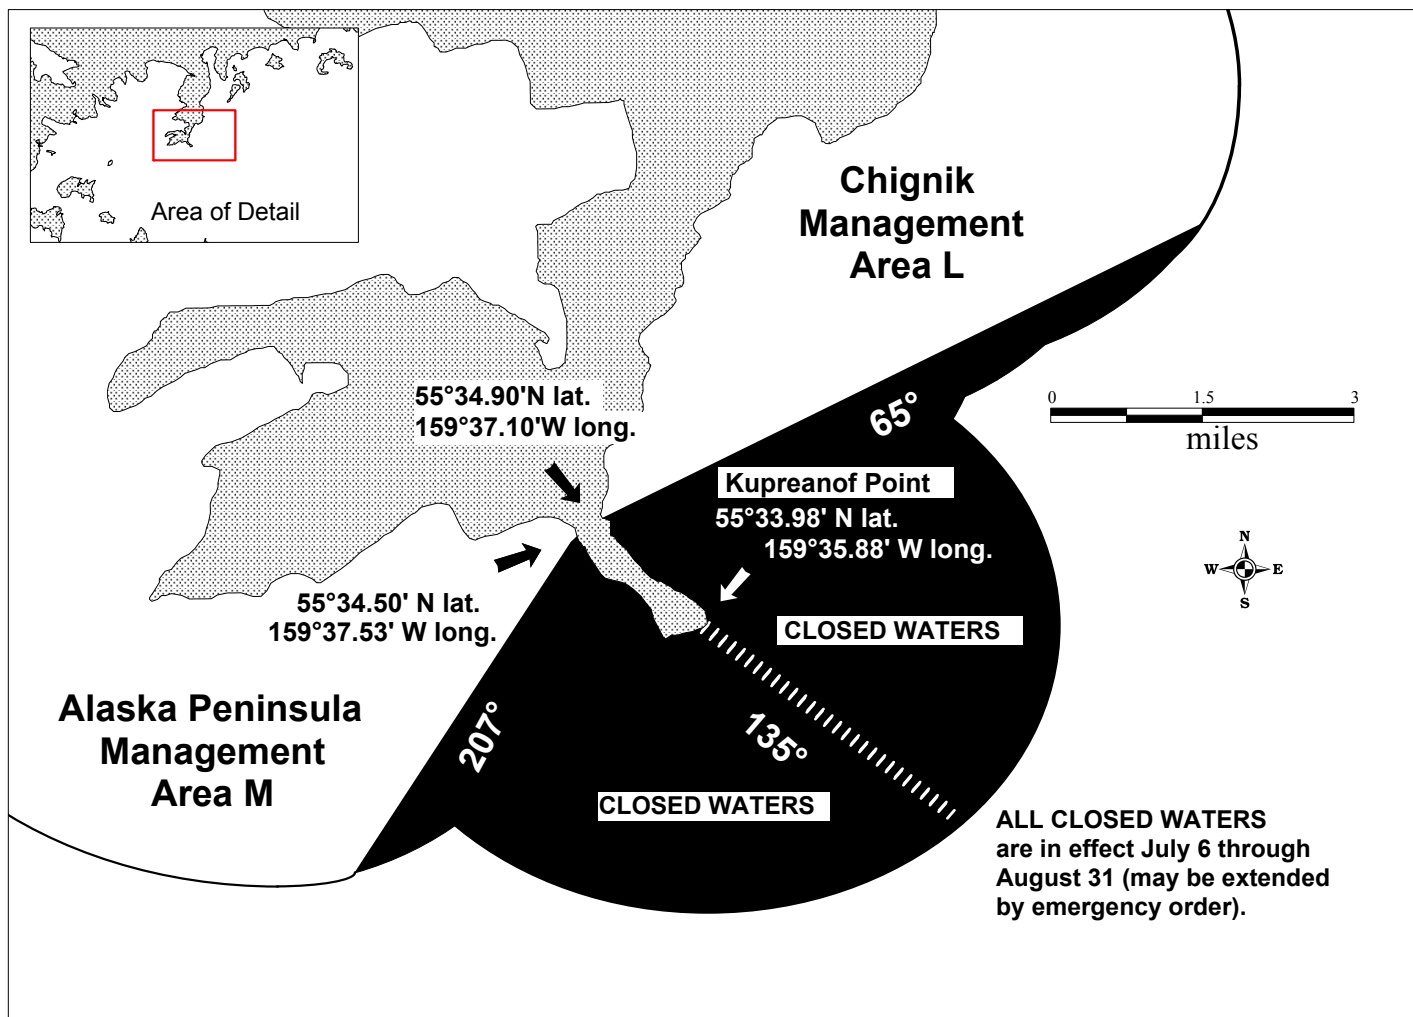 Area of Detail
Chignik
Management
Area L
55°34.90'N lat.
159°37.10'W long.
65°
0 1.5 3
miles
Kupreanof Point
55°33.98' N lat.
159°35.88' W long.
N
W E
S
55°34.50' N lat.
159°37.53' W long.
CLOSED WATERS
Alaska Peninsula
Management
Area M
207°
135°
CLOSED WATERS
ALL CLOSED WATERS
are in effect July 6 through
August 31 (may be extended
by emergency order).